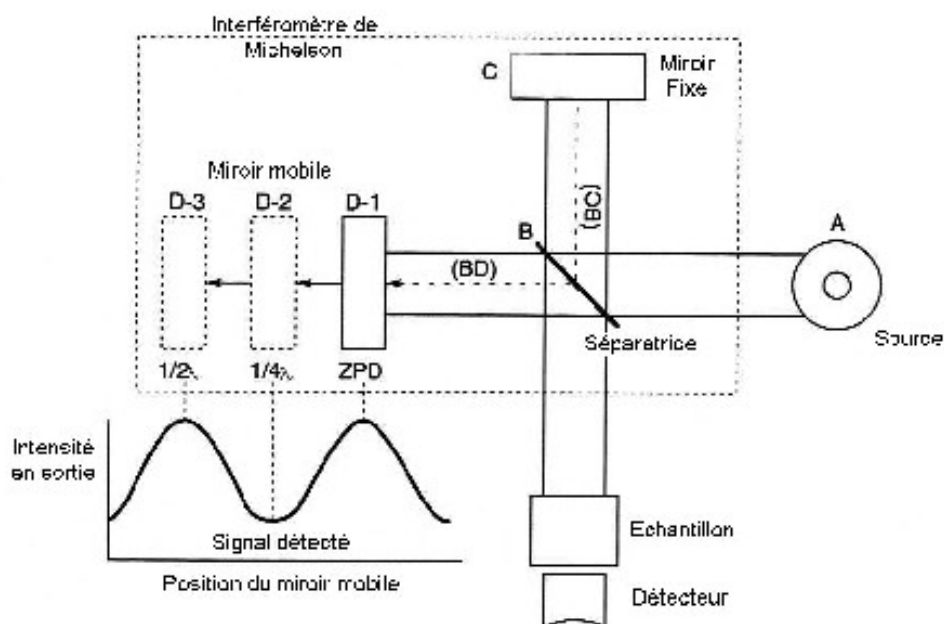 Interféromètre de
Michelson
C
Miroir
Fixe
Miroir mobile
D-3
D-2
D-1
(BC)
B
A
(BD)
Séparatrice
Source
1/2λ
1/4λ
ZPD
Intensité
en sortie
Signal détecté
Position du miroir mobile
Echantillon
Détecteur